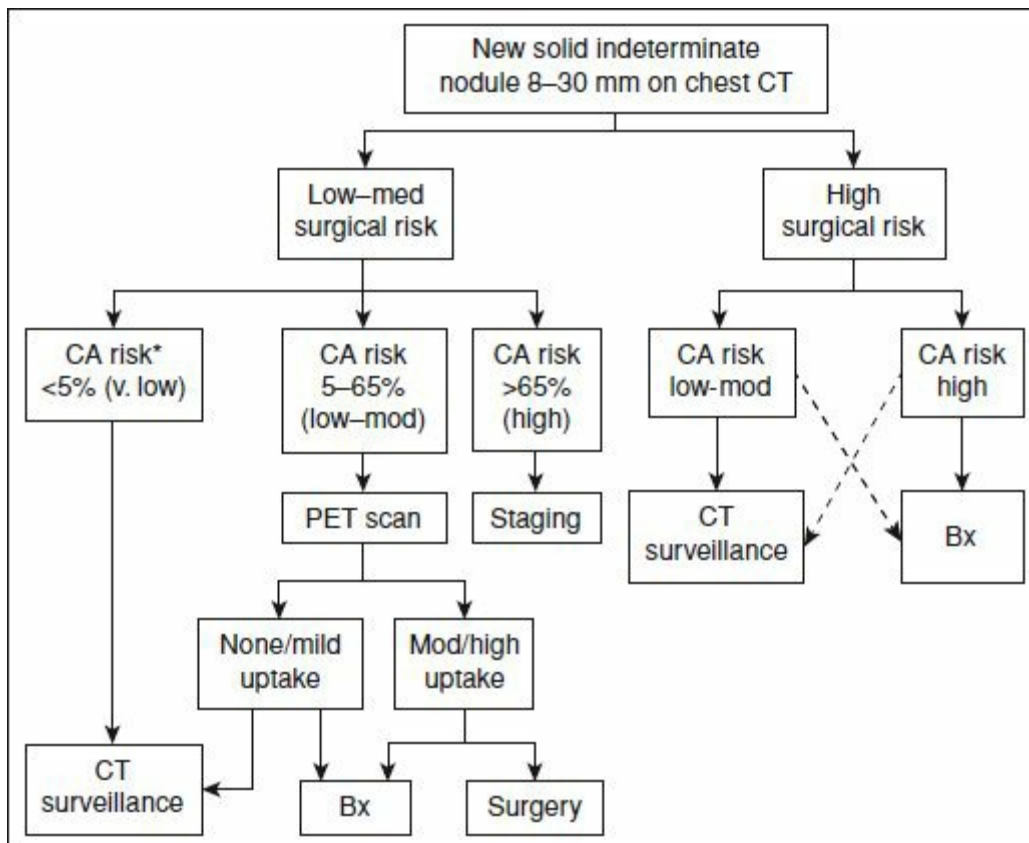 New solid indeterminate
nodule 8–30 mm on chest CT
Low–med
surgical risk
High
surgical risk
CA risk*
<5% (v. low)
CA risk
5–65%
(low–mod)
CA risk
>65%
(high)
CA risk
low-mod
CA risk
high
PET scan
Staging
CT
surveillance
Bx
None/mild
uptake
Mod/high
uptake
CT
surveillance
Bx
Surgery